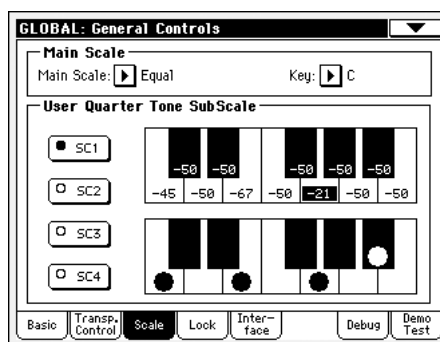 GLOBAL: General Controls
Main Scale
Main Scale: Equal Key: C
User Quarter Tone SubScale
SC1
-50 -50 -50 -50 -50
-45 -50 -67 -50 -21 -50 -50
SC2
SC3
SC4
Basic Transp. Control Scale Lock Inter-face Debug Demo Test